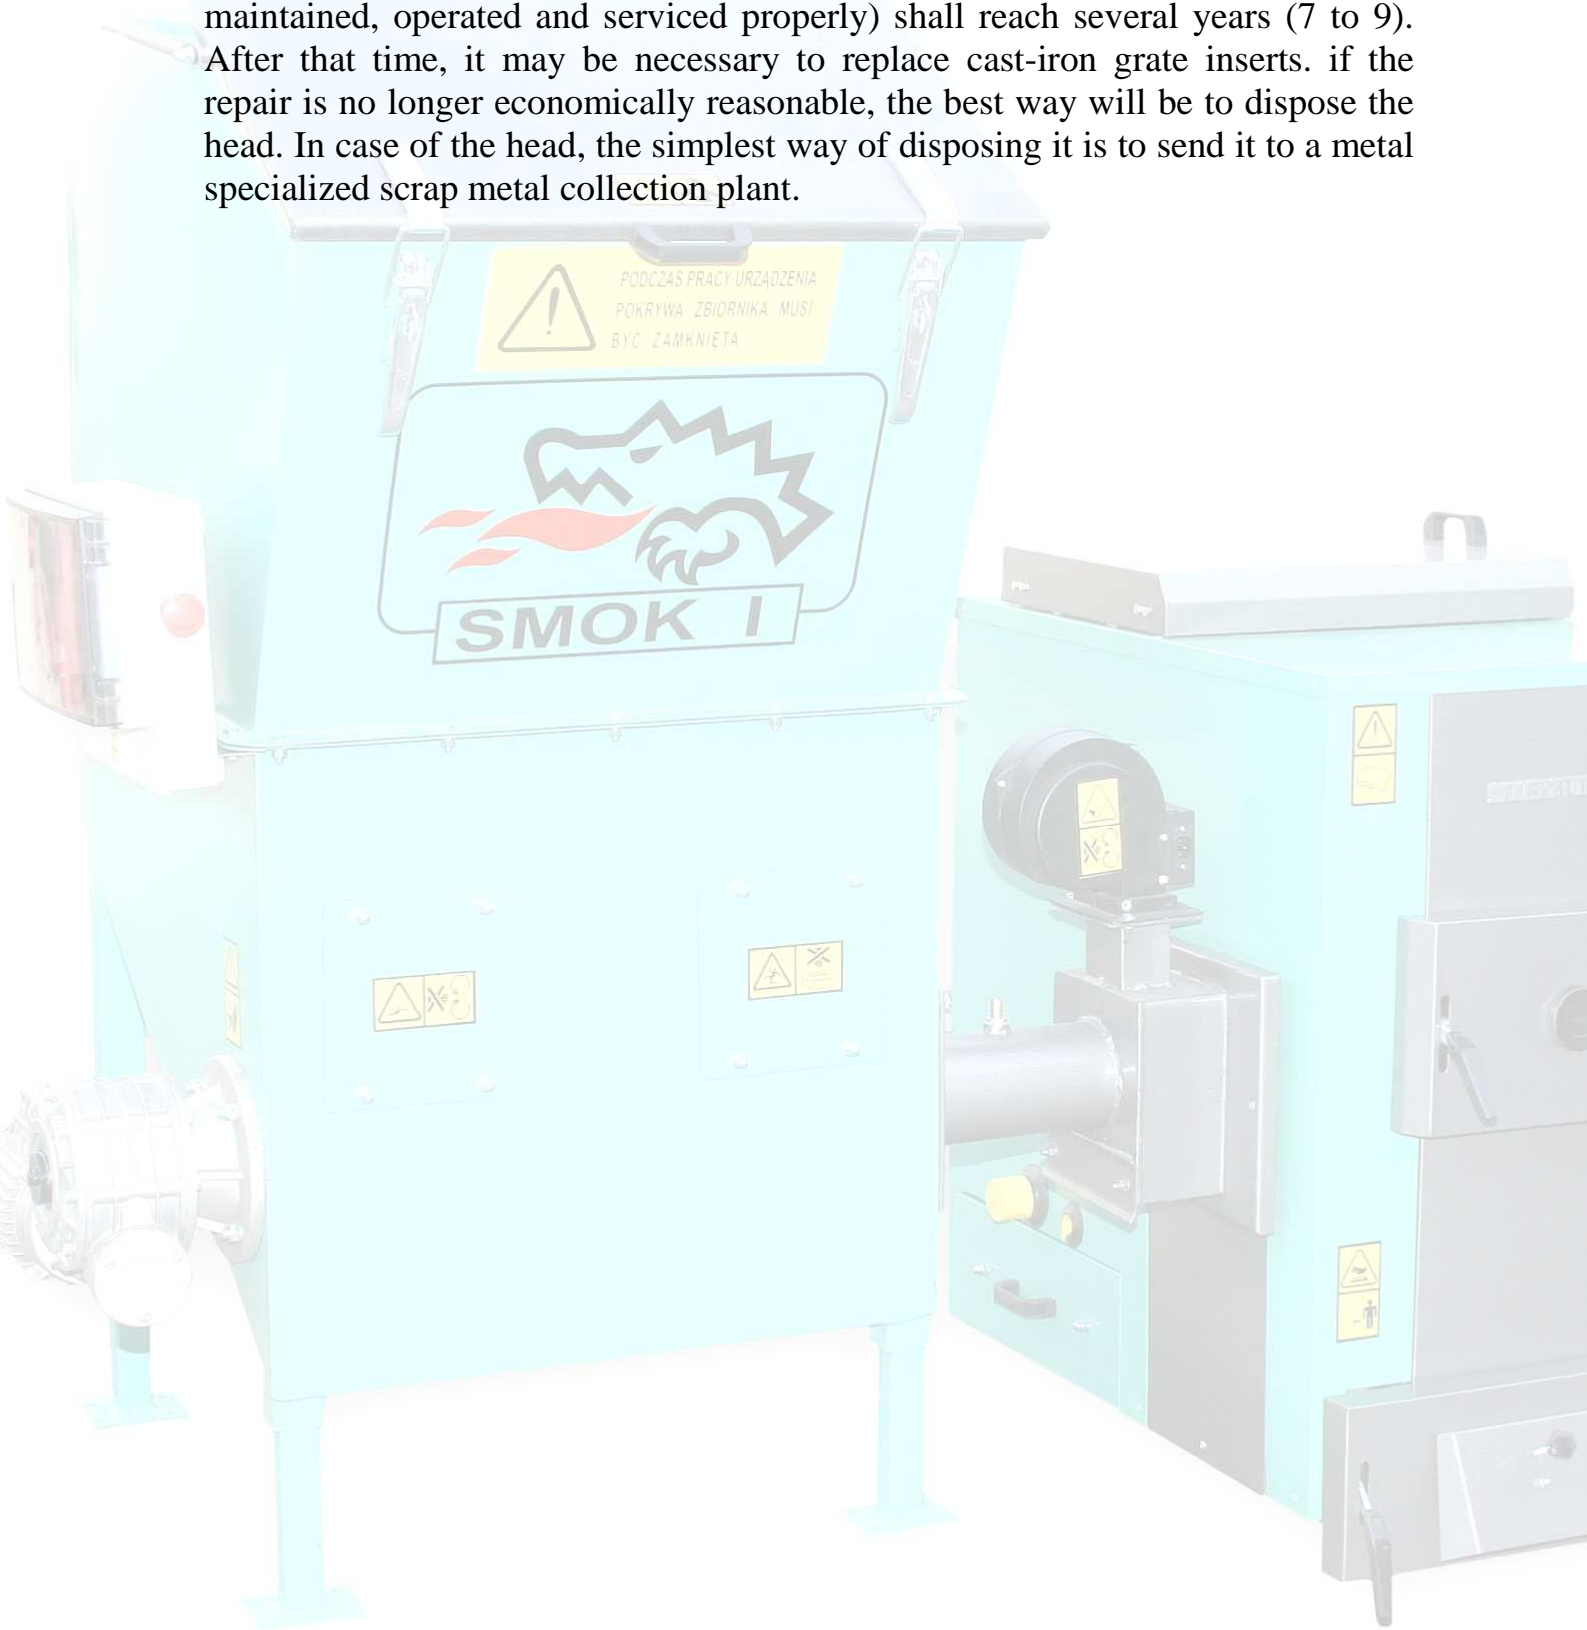 maintained, operated and serviced properly) shall reach several years (7 to 9).
After that time, it may be necessary to replace cast-iron grate inserts. if the
repair is no longer economically reasonable, the best way will be to dispose the
head. In case of the head, the simplest way of disposing it is to send it to a metal
specialized scrap metal collection plant.
PODCZAS PRACY URZADZENIA
POKRYWA ZBIORNIKA MUSI
BYC ZAMKNIETA
SMOK I